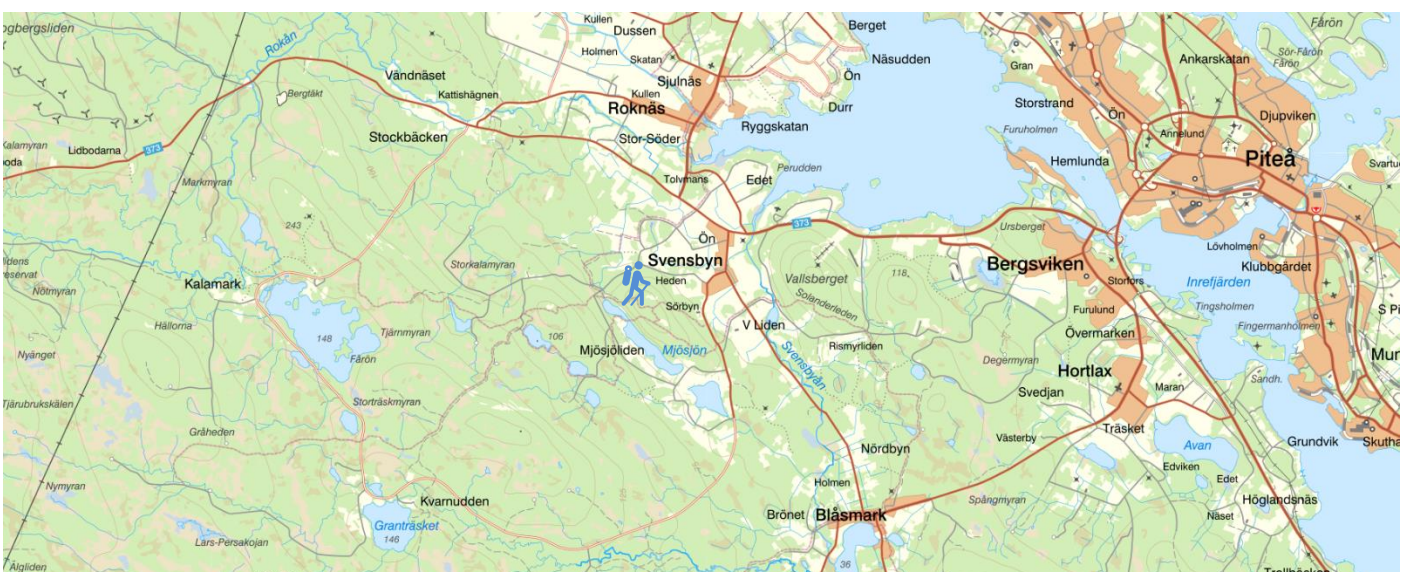 Kullen
Dussen
Berget
Fårön
ogbergsliden
Rokån
Holmen
Skatan
Näsudden
Gran
Ankarskatan
Sör-Fårön
Fårön
Vändnäset
Sjulnäs
Ön
Bergtäkt
Kattishägnen
Kullen
Roknäs
Durr
Storstrand
Ön
Djupviken
Stockbäcken
Stor-Söder
Ryggskatan
Furuholmen
Annelund
Kalamyran
Lidbodarna
373
Hemlunda
Piteå
oda
Svartud
Markmyran
Tolvmans
Edet
Perudden
243
373
Ursberget
Ön
Lövholmen
Storkalamyran
Svensbyn
Bergsviken
Klubbgårdet
Vallsberget
118
Heden
Storfors
Inrefjärden
Nötmyran
Kalamark
Solanderleden
Sörbyn
Furulund
Tingsholmen
S Pi
Hällorna
Tjärnmyran
V Liden
Övermarken
Fingermanholmen
148
106
Mjösjöliden
Mjösjön
Svensbyån
Rismyrliden
Nyänget
Fårön
Degermyran
Mun
Hortlax
Sandh.
Maran
Tjärubrukskälen
Storträskmyran
Svedjan
Gråheden
Träsket
Västerby
Avan
Grundvik
Skutha
Nördbyn
Edviken
Nymyran
Holmen
Edet
Kvarnudden
Spångmyran
Höglandsnäs
Brönet
Blåsmark
Näset
Granträsket
146
Lars-Persakojan
36
Älgliden